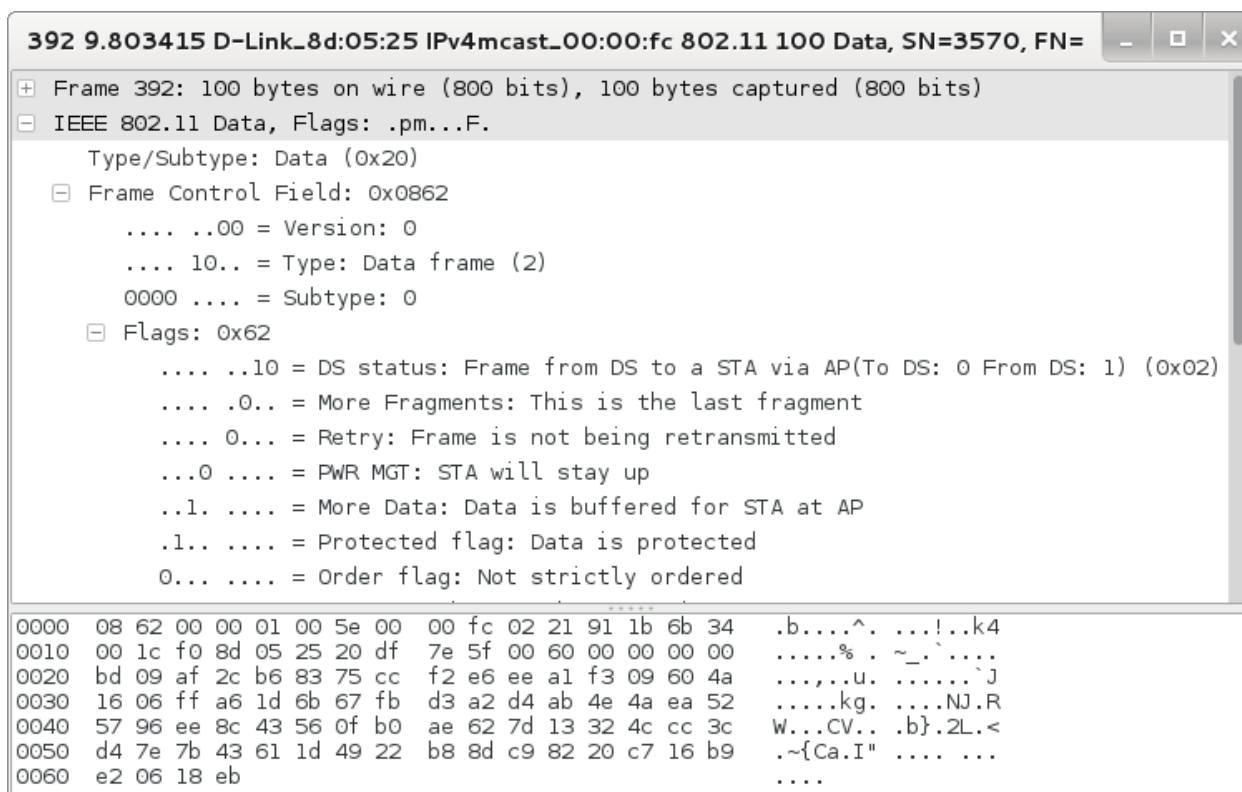 392 9.803415 D-Link_8d:05:25 IPv4mcast_00:00:fc 802.11 100 Data, SN=3570, FN=
Frame 392: 100 bytes on wire (800 bits), 100 bytes captured (800 bits)
IEEE 802.11 Data, Flags: .pm...F.
Type/Subtype: Data (0x20)
Frame Control Field: 0x0862
.... ..00 = Version: 0
.... 10.. = Type: Data frame (2)
0000 .... = Subtype: 0
Flags: 0x62
.... ..10 = DS status: Frame from DS to a STA via AP(To DS: 0 From DS: 1) (0x02)
.... .0.. = More Fragments: This is the last fragment
.... 0... = Retry: Frame is not being retransmitted
...0 .... = PWR MGT: STA will stay up
..1. .... = More Data: Data is buffered for STA at AP
.1.. .... = Protected flag: Data is protected
0... .... = Order flag: Not strictly ordered
0000 08 62 00 00 01 00 5e 00 00 fc 02 21 91 1b 6b 34 .b....^. ...!..k4
0010 00 1c f0 8d 05 25 20 df 7e 5f 00 60 00 00 00 00 .....% . ~_.`....
0020 bd 09 af 2c b6 83 75 cc f2 e6 ee a1 f3 09 60 4a ...,..u. ......`J
0030 16 06 ff a6 1d 6b 67 fb d3 a2 d4 ab 4e 4a ea 52 .....kg. ....NJ.R
0040 57 96 ee 8c 43 56 0f b0 ae 62 7d 13 32 4c cc 3c W...CV.. .b}.2L.<
0050 d4 7e 7b 43 61 1d 49 22 b8 8d c9 82 20 c7 16 b9 .~{Ca.I" .... ...
0060 e2 06 18 eb ....